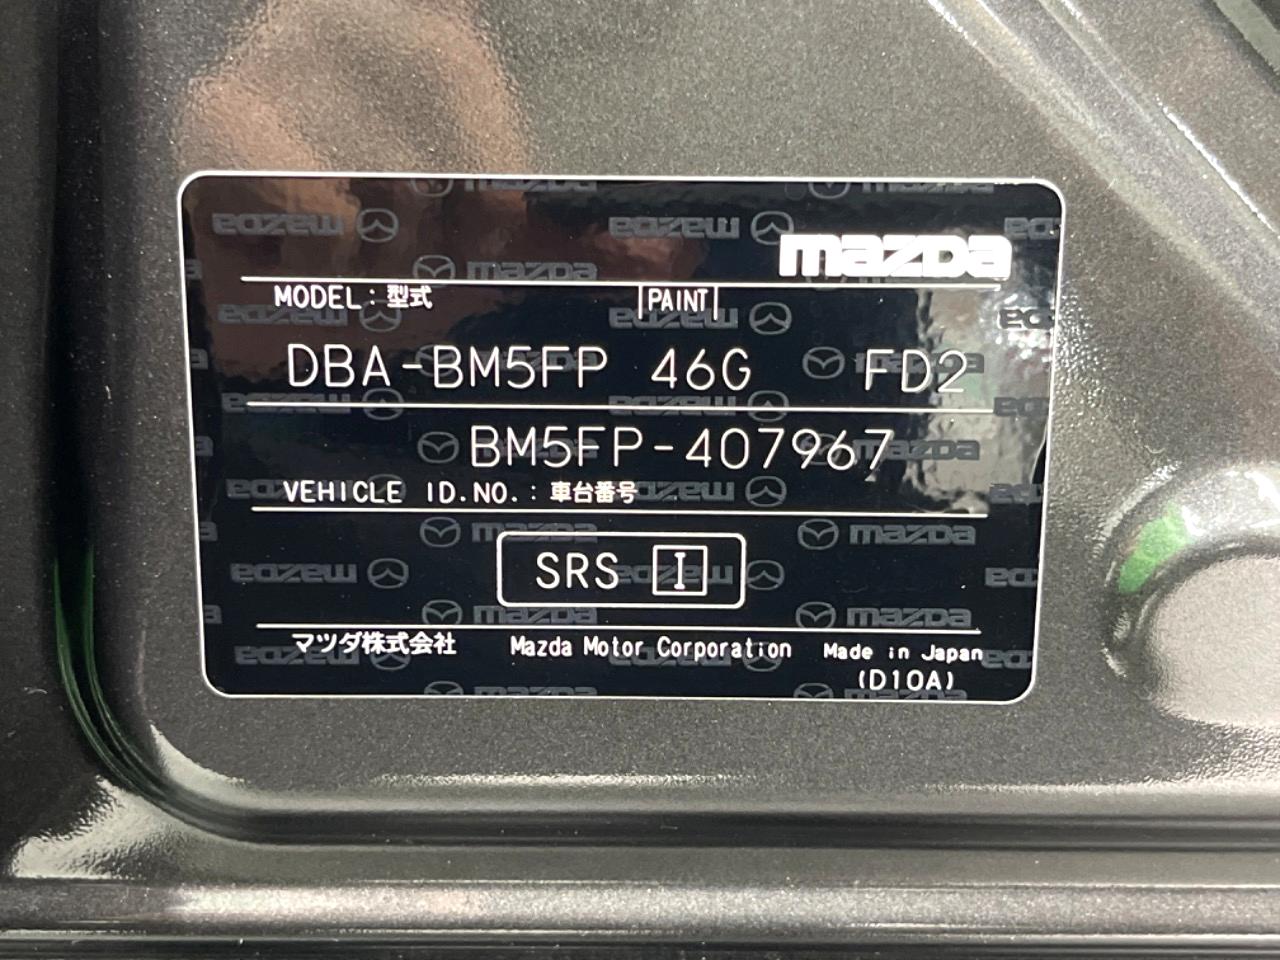 mazda
MODEL : 型式 PAINT
DBA-BM5FP 46G FD2
BM5FP-407967
VEHICLE ID.NO. : 車台番号
SRS I
マツダ株式会社 Mazda Motor Corporation Made in Japan
(D10A)